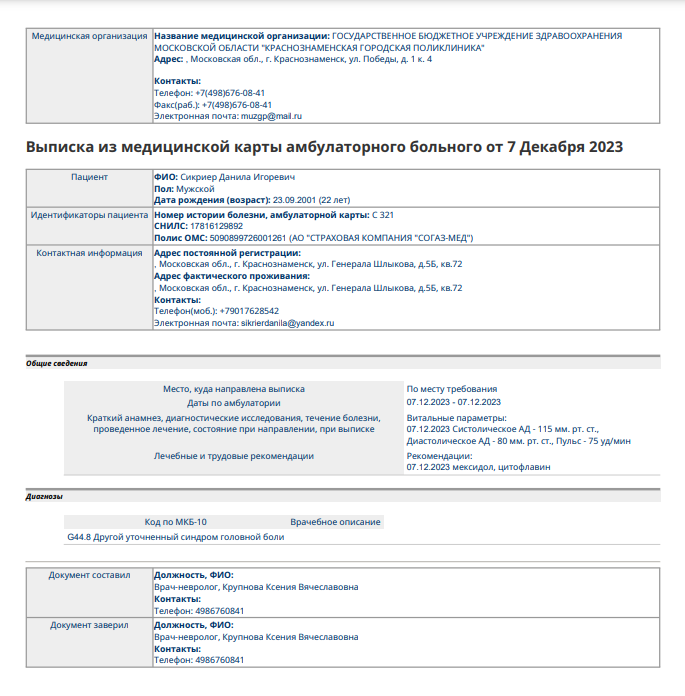 Медицинская организация
Название медицинской организации: ГОСУДАРСТВЕННОЕ БЮДЖЕТНОЕ УЧРЕЖДЕНИЕ ЗДРАВООХРАНЕНИЯ
МОСКОВСКОЙ ОБЛАСТИ "КРАСНОЗНАМЕНСКАЯ ГОРОДСКАЯ ПОЛИКЛИНИКА"
Адрес: , Московская обл., г. Краснознаменск, ул. Победы, д. 1 к. 4
Контакты:
Телефон: +7(498)676-08-41
Факс(раб.): +7(498)676-08-41
Электронная почта: muzgp@mail.ru
Выписка из медицинской карты амбулаторного больного от 7 Декабря 2023
Пациент
ФИО: Сикриер Данила Игоревич
Пол: Мужской
Дата рождения (возраст): 23.09.2001 (22 лет)
Идентификаторы пациента
Номер истории болезни, амбулаторной карты: С 321
СНИЛС: 17816129892
Полис ОМС: 5090899726001261 (АО "СТРАХОВАЯ КОМПАНИЯ "СОГАЗ-МЕД")
Контактная информация
Адрес постоянной регистрации:
, Московская обл., г. Краснознаменск, ул. Генерала Шлыкова, д.5Б, кв.72
Адрес фактического проживания:
, Московская обл., г. Краснознаменск, ул. Генерала Шлыкова, д.5Б, кв.72
Контакты:
Телефон(моб.): +79017628542
Электронная почта: sikrierdanila@yandex.ru
Общие сведения
Место, куда направлена выписка
По месту требования
Даты по амбулатории
07.12.2023 - 07.12.2023
Краткий анамнез, диагностические исследования, течение болезни,
проведенное лечение, состояние при направлении, при выписке
Витальные параметры:
07.12.2023 Систолическое АД - 115 мм. рт. ст.,
Диастолическое АД - 80 мм. рт. ст., Пульс - 75 уд/мин
Лечебные и трудовые рекомендации
Рекомендации:
07.12.2023 мексидол, цитофлавин
Диагнозы
Код по МКБ-10
Врачебное описание
G44.8 Другой уточненный синдром головной боли
Документ составил
Должность, ФИО:
Врач-невролог, Крупнова Ксения Вячеславовна
Контакты:
Телефон: 4986760841
Документ заверил
Должность, ФИО:
Врач-невролог, Крупнова Ксения Вячеславовна
Контакты:
Телефон: 4986760841